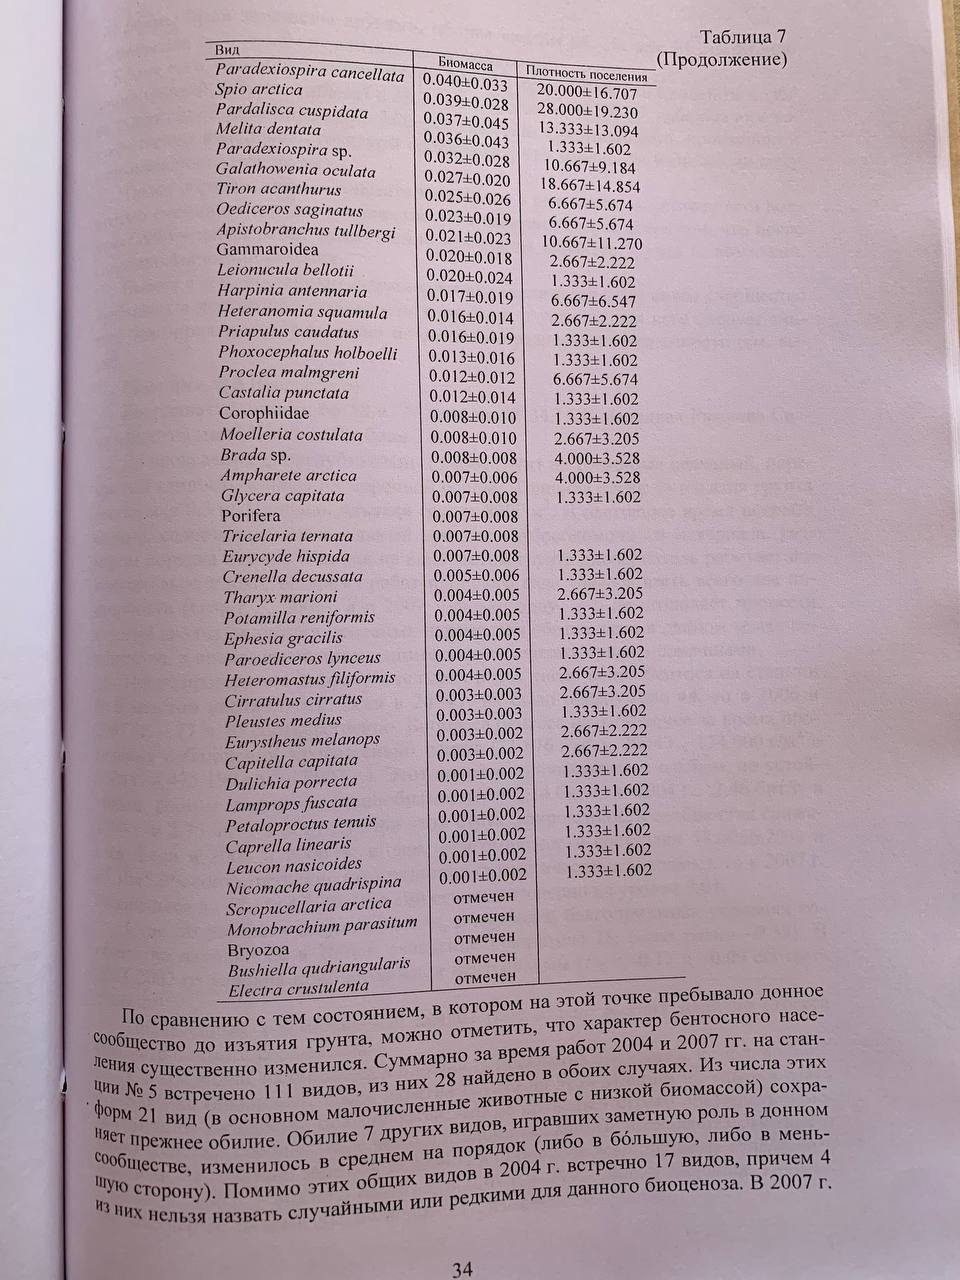 Таблица 7
(Продолжение)
Вид Биомасса Плотность поселения
Paradexiospira cancellata 0.040±0.033 20.000±16.707
Spio arctica 0.039±0.028 28.000±19.230
Pardalisca cuspidata 0.037±0.045 13.333±13.094
Melita dentata 0.036±0.043 1.333±1.602
Paradexiospira sp. 0.032±0.028 10.667±9.184
Galathowenia oculata 0.027±0.020 18.667±14.854
Tiron acanthurus 0.025±0.026 6.667±5.674
Oediceros saginatus 0.023±0.019 6.667±5.674
Apistobranchus tullbergi 0.021±0.023 10.667±11.270
Gammaroidea 0.020±0.018 2.667±2.222
Leionucula bellotii 0.020±0.024 1.333±1.602
Harpinia antennaria 0.017±0.019 6.667±6.547
Heteranomia squamula 0.016±0.014 2.667±2.222
Priapulus caudatus 0.016±0.019 1.333±1.602
Phoxocephalus holboelli 0.013±0.016 1.333±1.602
Proclea malmgreni 0.012±0.012 6.667±5.674
Castalia punctata 0.012±0.014 1.333±1.602
Corophiidae 0.008±0.010 1.333±1.602
Moelleria costulata 0.008±0.010 2.667±3.205
Brada sp. 0.008±0.008 4.000±3.528
Ampharete arctica 0.007±0.006 4.000±3.528
Glycera capitata 0.007±0.008 1.333±1.602
Porifera 0.007±0.008
Tricelaria ternata 0.007±0.008
Eurycyde hispida 0.007±0.008 1.333±1.602
Crenella decussata 0.005±0.006 1.333±1.602
Tharyx marioni 0.004±0.005 2.667±3.205
Potamilla reniformis 0.004±0.005 1.333±1.602
Ephesia gracilis 0.004±0.005 1.333±1.602
Paroediceros lynceus 0.004±0.005 1.333±1.602
Heteromastus filiformis 0.004±0.005 2.667±3.205
Cirratulus cirratus 0.003±0.003 2.667±3.205
Pleustes medius 0.003±0.003 1.333±1.602
Eurystheus melanops 0.003±0.002 2.667±2.222
Capitella capitata 0.003±0.002 2.667±2.222
Dulichia porrecta 0.001±0.002 1.333±1.602
Lamprops fuscata 0.001±0.002 1.333±1.602
Petaloproctus tenuis 0.001±0.002 1.333±1.602
Caprella linearis 0.001±0.002 1.333±1.602
Leucon nasicoides 0.001±0.002 1.333±1.602
Nicomache quadrispina 0.001±0.002 1.333±1.602
Scropucellaria arctica отмечен
Monobrachium parasitum отмечен
Bryozoa отмечен
Bushiella qudriangularis отмечен
Electra crustulenta отмечен
По сравнению с тем состоянием, в котором на этой точке пребывало донное
сообщество до изъятия грунта, можно отметить, что характер бентосного насе-
ления существенно изменился. Суммарно за время работ 2004 и 2007 гг. на стан-
ции № 5 встречено 111 видов, из них 28 найдено в обоих случаях. Из числа этих
форм 21 вид (в основном малочисленные животные с низкой биомассой) сохра-
няет прежнее обилие. Обилие 7 других видов, игравших заметную роль в донном
сообществе, изменилось в среднем на порядок (либо в бо́льшую, либо в мень-
шую сторону). Помимо этих общих видов в 2004 г. встречно 17 видов, причем 4
из них нельзя назвать случайными или редкими для данного биоценоза. В 2007 г.
34